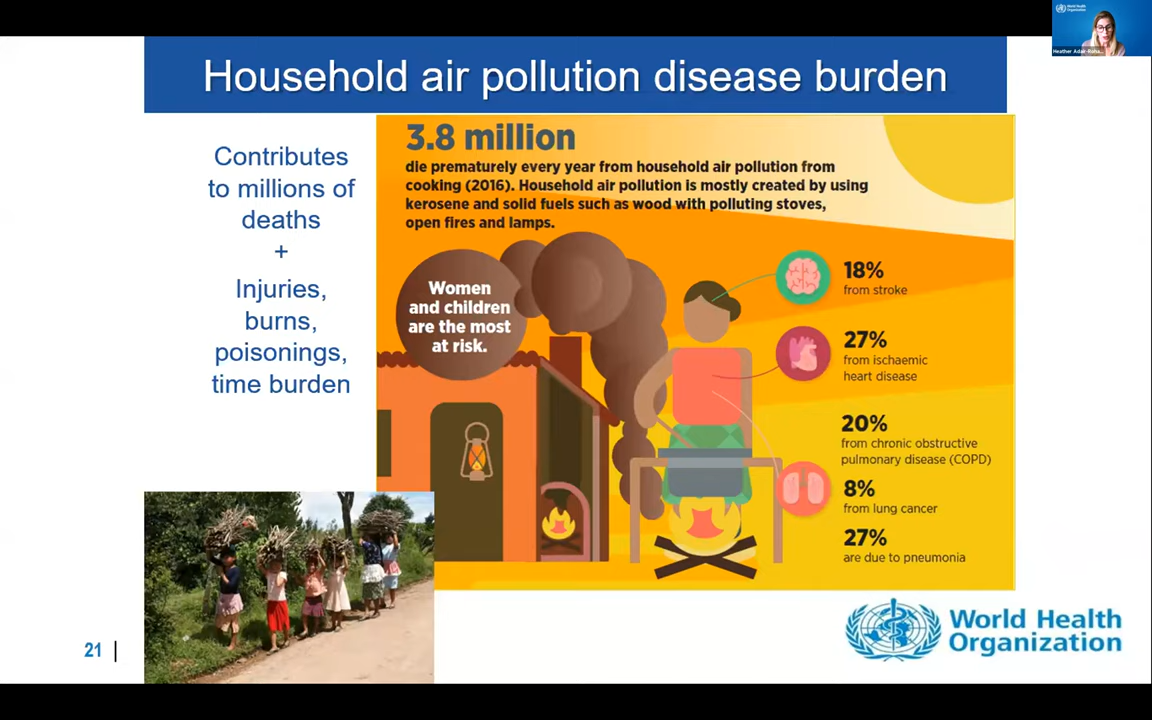 World Health
Organization
Household air pollution disease burden
Contributes
to millions of
deaths
+
Injuries,
burns,
poisonings,
time burden
3.8 million
die prematurely every year from household air pollution from
cooking (2016). Household air pollution is mostly created by using
kerosene and solid fuels such as wood with polluting stoves,
open fires and lamps.
Women
and children
are the most
at risk.
18%
from stroke
27%
from ischaemic
heart disease
20%
from chronic obstructive
pulmonary disease (COPD)
8%
from lung cancer
27%
are due to pneumonia
21
World Health
Organization